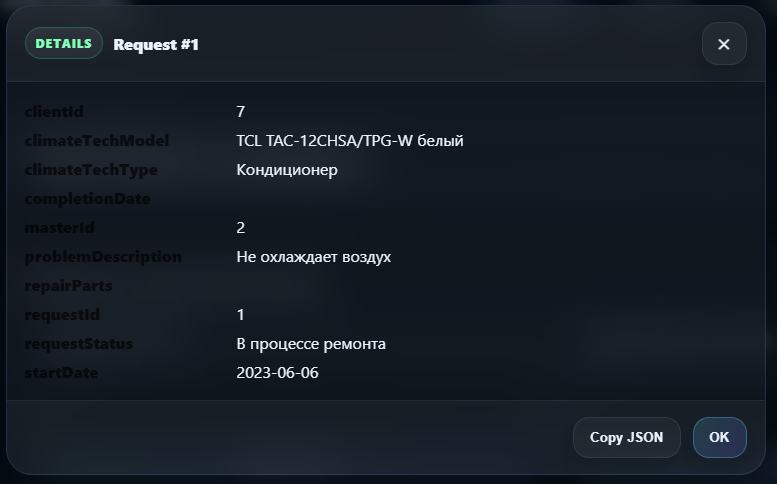 DETAILS Request #1 ×
clientId 7
climateTechModel TCL TAC-12CHSA/TPG-W белый
climateTechType Кондиционер
completionDate
masterId 2
problemDescription Не охлаждает воздух
repairParts
requestId 1
requestStatus В процессе ремонта
startDate 2023-06-06
Copy JSON OK